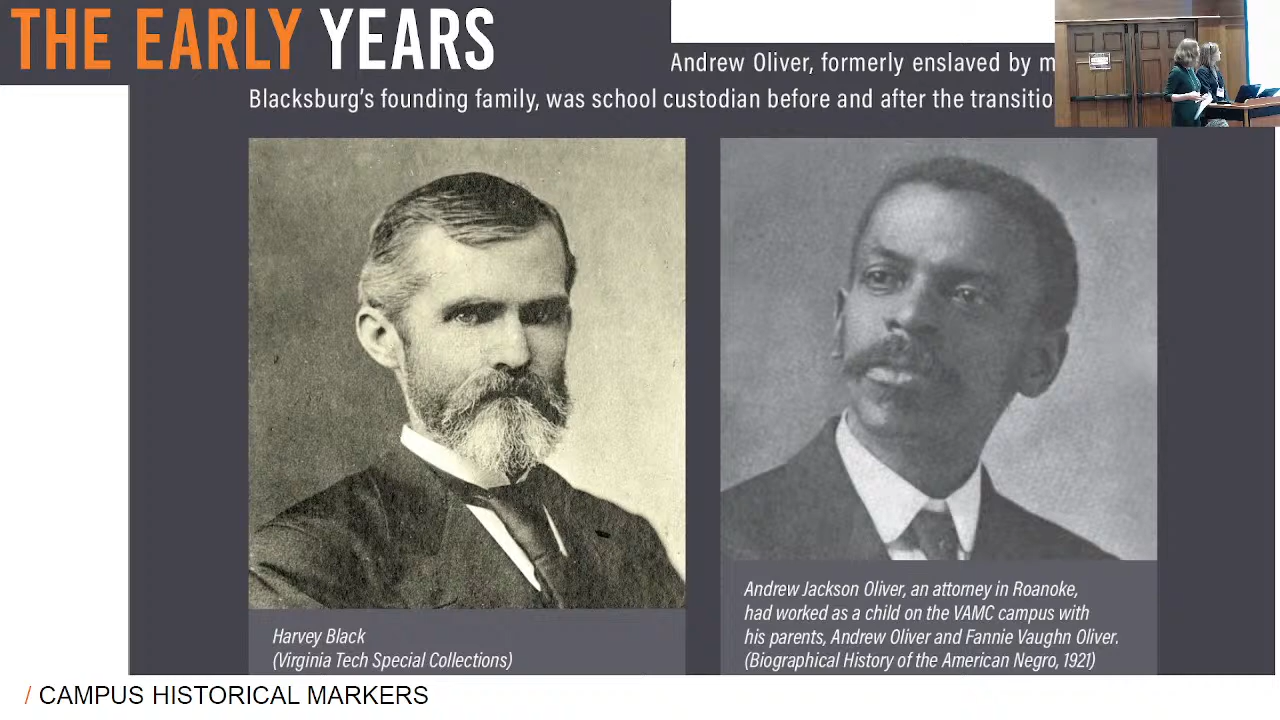 THE EARLY YEARS
Andrew Oliver, formerly enslaved by
Blacksburg’s founding family, was school custodian before and after the
Harvey Black
(Virginia Tech Special Collections)
Andrew Jackson Oliver, an attorney in Roanoke,
had worked as a child on the VAMC campus with
his parents, Andrew Oliver and Fannie Vaughn Oliver.
(Biographical History of the American Negro, 1921)
/ CAMPUS HISTORICAL MARKERS